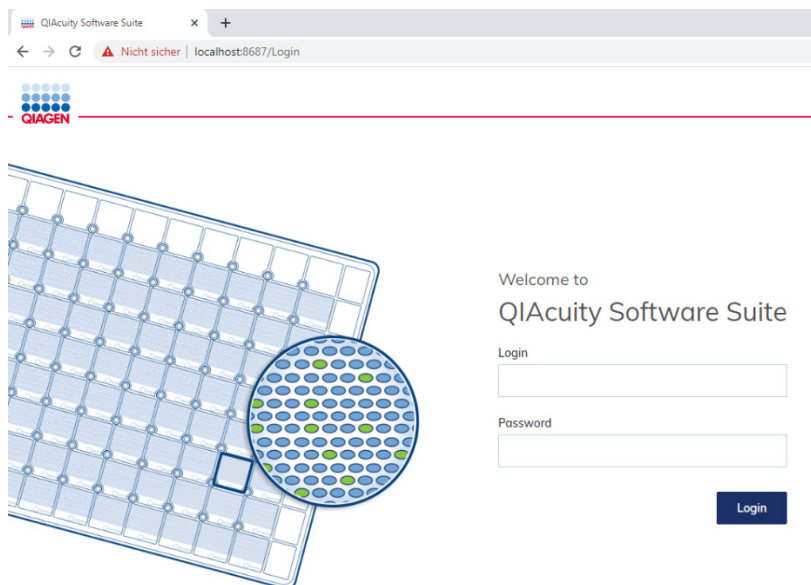 QIAcuity Software Suite
Nicht sicher | localhost:8687/Login
QIAGEN
Welcome to
QIAcuity Software Suite
Login
Password
Login